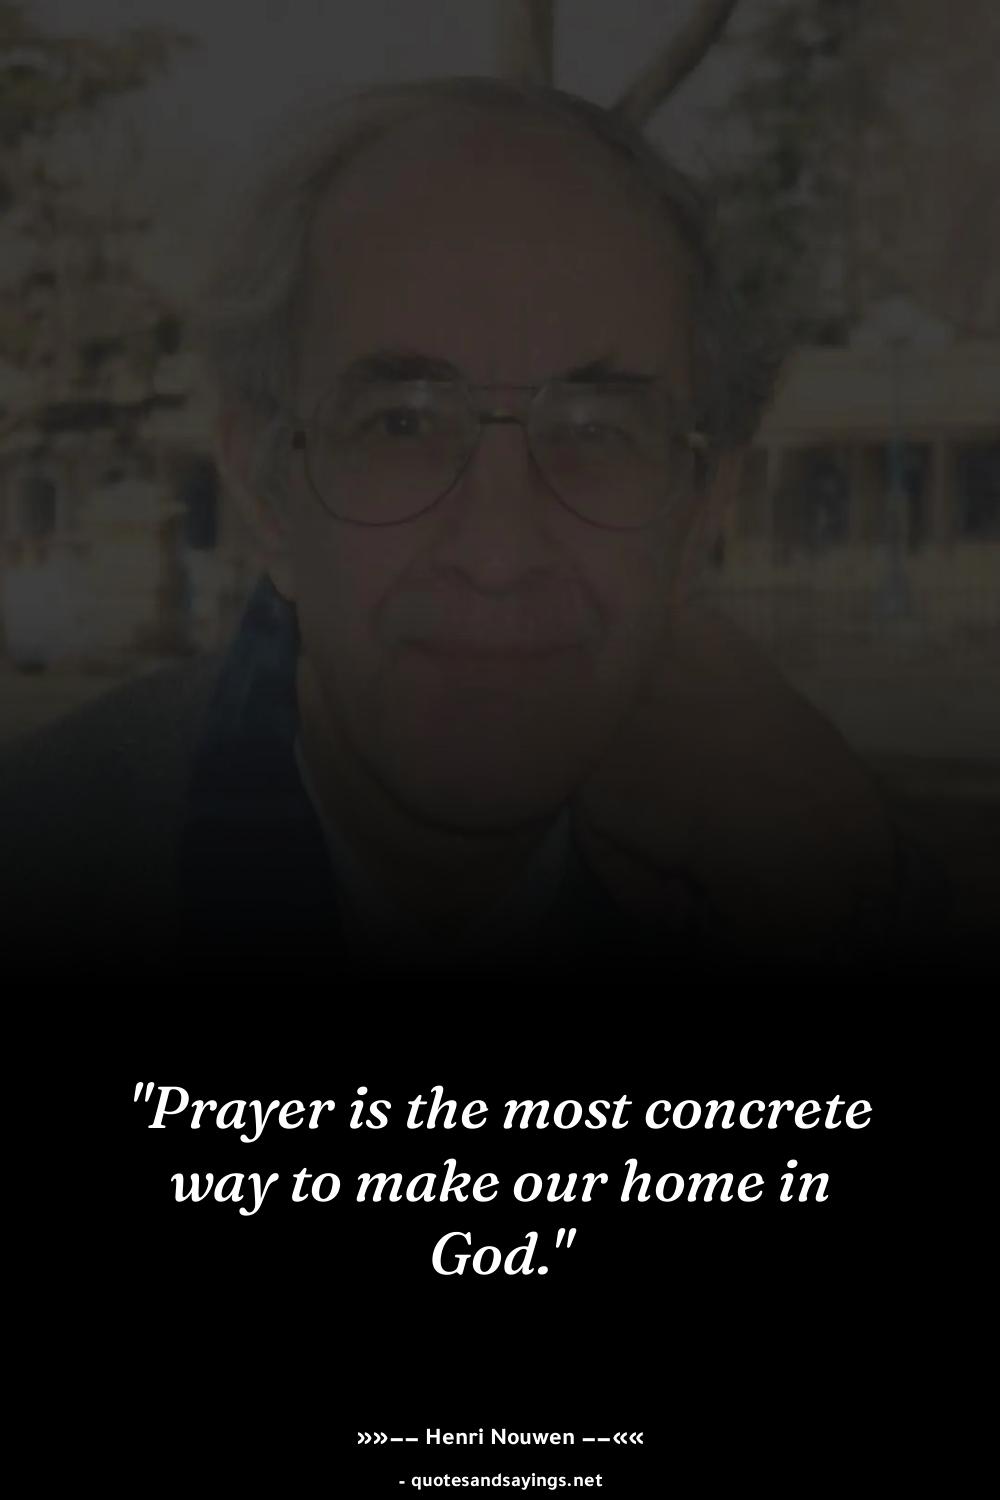 "Prayer is the most concrete
way to make our home in
God."
»»−− Henri Nouwen −−««
- quotesandsayings.net